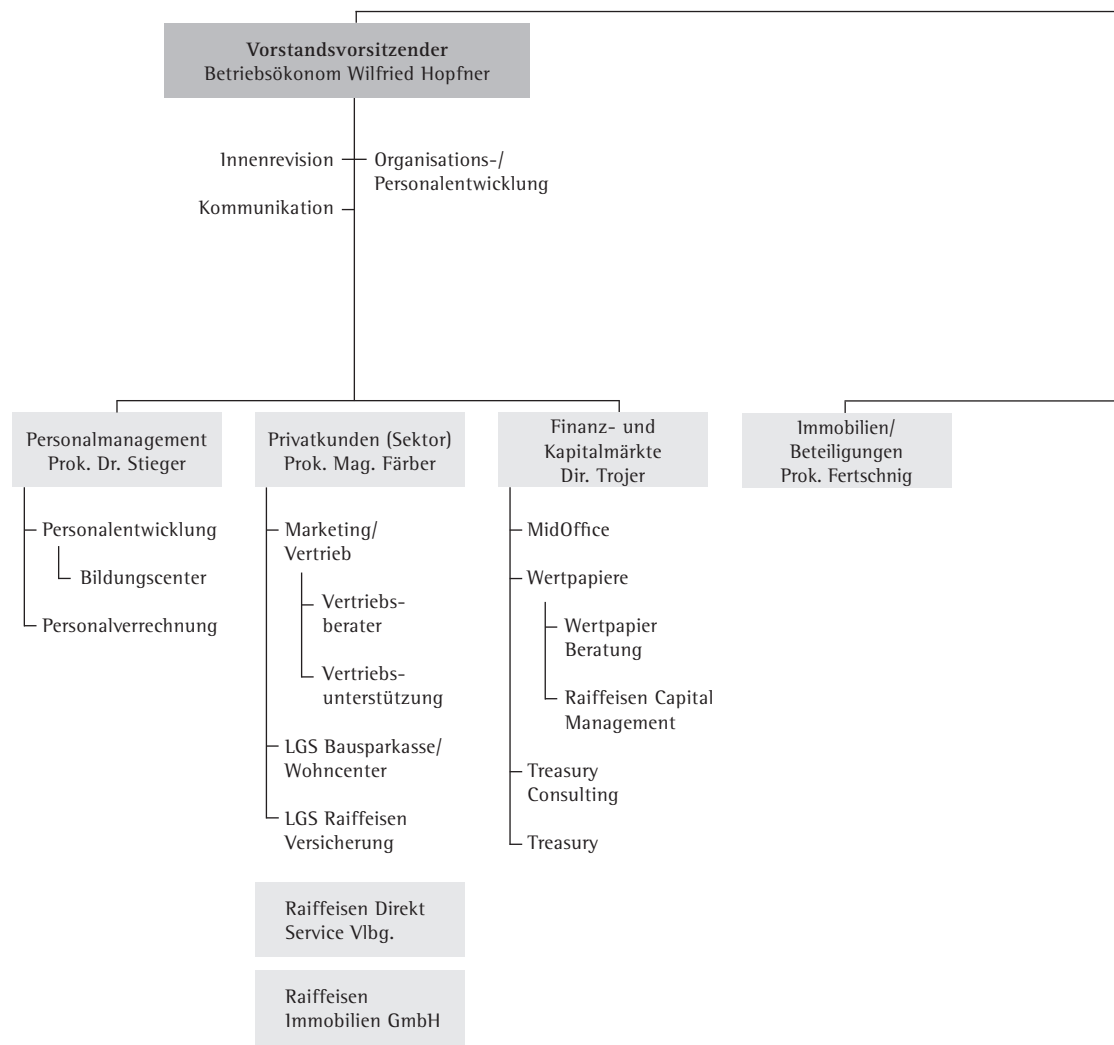 Vorstandsvorsitzender
Betriebsökonom Wilfried Hopfner
Innenrevision
Organisations-/
Personalentwicklung
Kommunikation
Personalmanagement
Prok. Dr. Stieger
Personalentwicklung
Bildungscenter
Personalverrechnung
Privatkunden (Sektor)
Prok. Mag. Färber
Marketing/
Vertrieb
Vertriebs-
berater
Vertriebs-
unterstützung
LGS Bausparkasse/
Wohncenter
LGS Raiffeisen
Versicherung
Raiffeisen Direkt
Service Vlbg.
Raiffeisen
Immobilien GmbH
Finanz- und
Kapitalmärkte
Dir. Trojer
MidOffice
Wertpapiere
Wertpapier
Beratung
Raiffeisen Capital
Management
Treasury
Consulting
Treasury
Immobilien/
Beteiligungen
Prok. Fertschnig